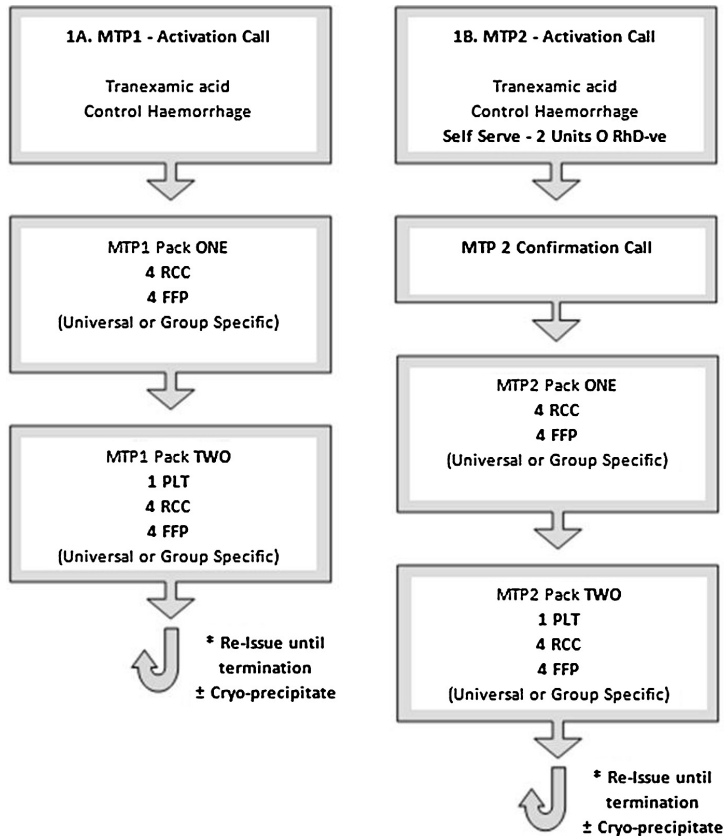 1A. MTP1 - Activation Call
Tranexamic acid
Control Haemorrhage
MTP1 Pack ONE
4 RCC
4 FFP
(Universal or Group Specific)
MTP1 Pack TWO
1 PLT
4 RCC
4 FFP
(Universal or Group Specific)
* Re-Issue until
termination
± Cryo-precipitate
1B. MTP2 - Activation Call
Tranexamic acid
Control Haemorrhage
Self Serve - 2 Units O RhD-ve
MTP 2 Confirmation Call
MTP2 Pack ONE
4 RCC
4 FFP
(Universal or Group Specific)
MTP2 Pack TWO
1 PLT
4 RCC
4 FFP
(Universal or Group Specific)
* Re-Issue until
termination
± Cryo-precipitate